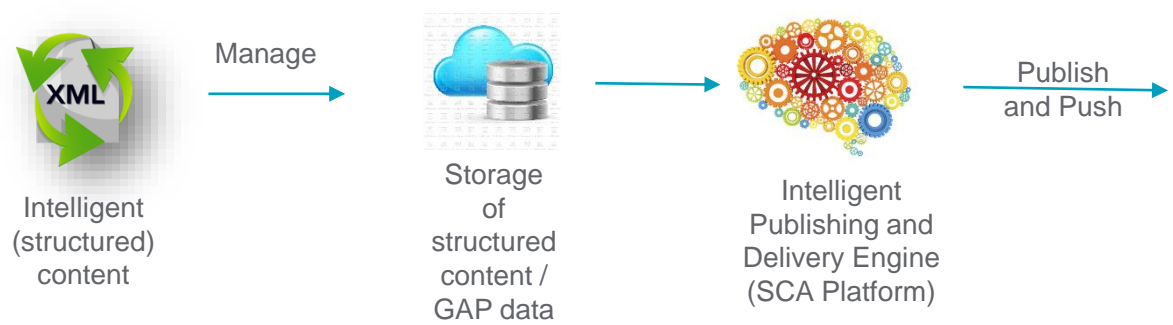 XML
Intelligent
(structured)
content
Manage
Storage
of
structured
content /
GAP data
Intelligent
Publishing and
Delivery Engine
(SCA Platform)
Publish
and Push